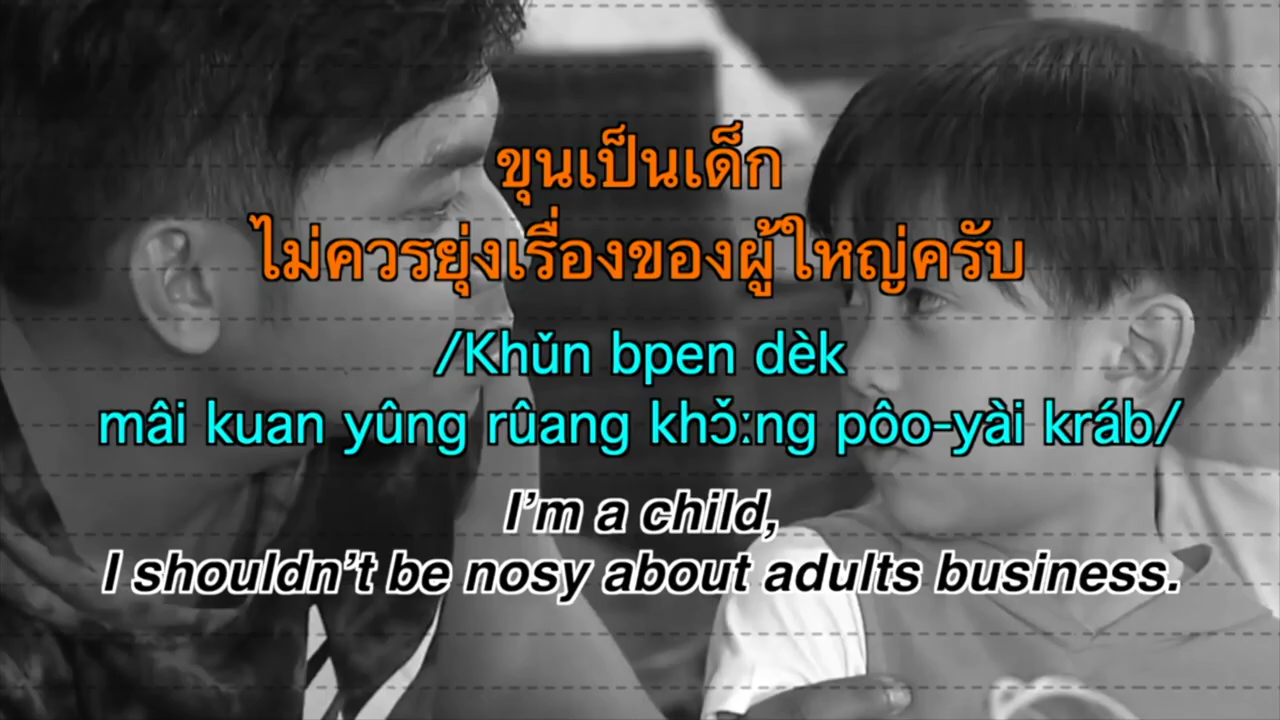 ขุนเป็นเด็ก
ไม่ควรยุ่งเรื่องของผู้ใหญ่ครับ
/Khǔn bpen dèk
mâi kuan yûng rûang khɔ̌ːng pôo-yài kráb/
I'm a child,
I shouldn't be nosy about adults business.